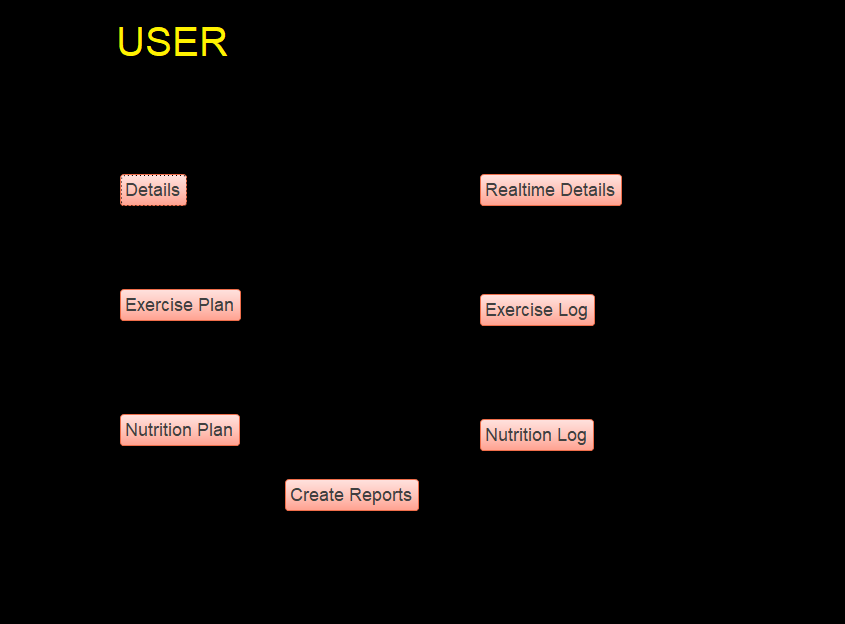 USER
Details
Realtime Details
Exercise Plan
Exercise Log
Nutrition Plan
Nutrition Log
Create Reports